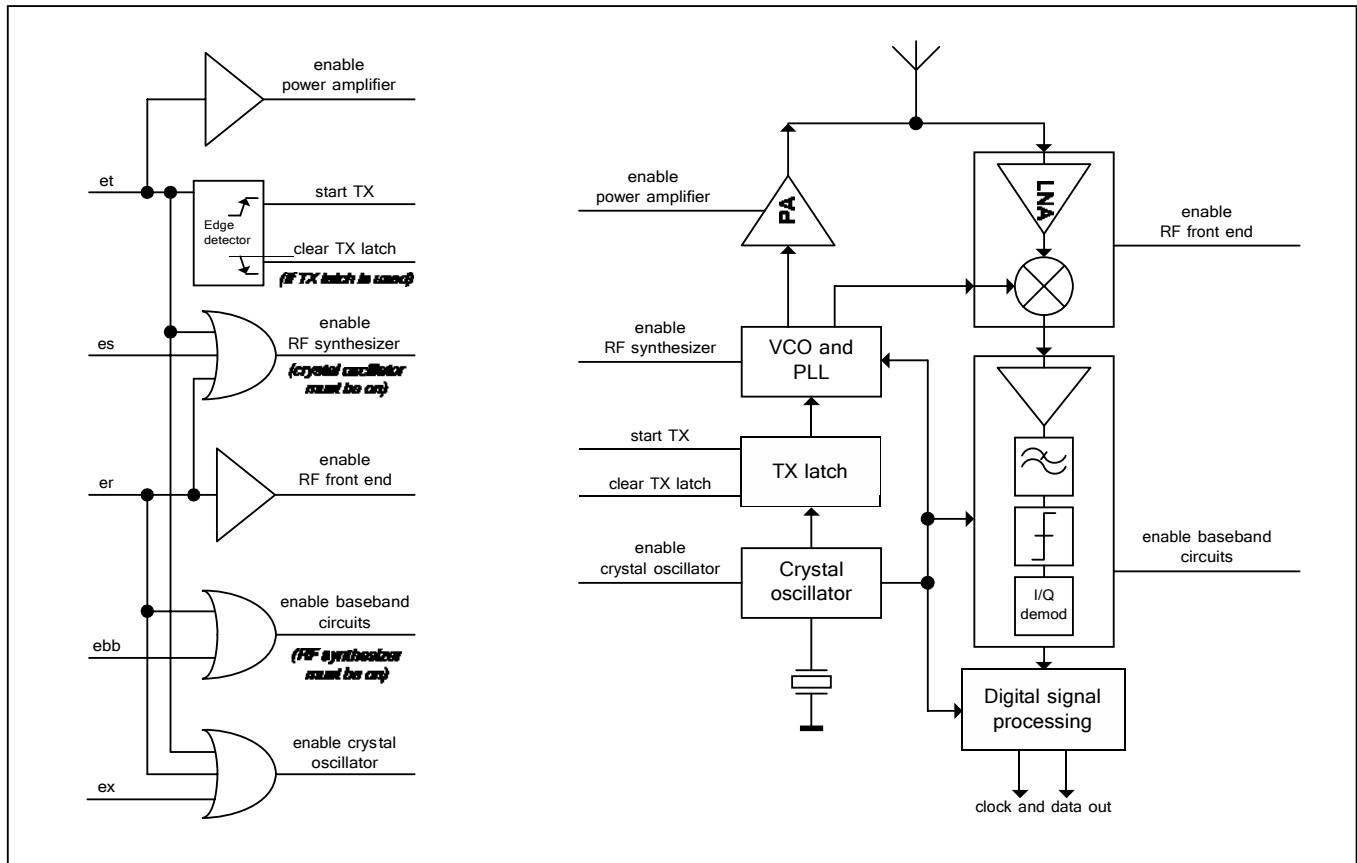 enable
power amplifier
et
Edge
detector
start TX
clear TX latch
(if TX latch is used)
es
enable
RF synthesizer
(crystal oscillator
must be on)
er
enable
RF front end
ebb
enable baseband
circuits
(RF synthesizer
must be on)
ex
enable crystal
oscillator
enable
power amplifier
PA
LNA
enable
RF front end
enable
RF synthesizer
VCO and
PLL
start TX
clear TX latch
TX latch
enable
crystal oscillator
Crystal
oscillator
I/Q
demod
enable baseband
circuits
Digital signal
processing
clock and data out